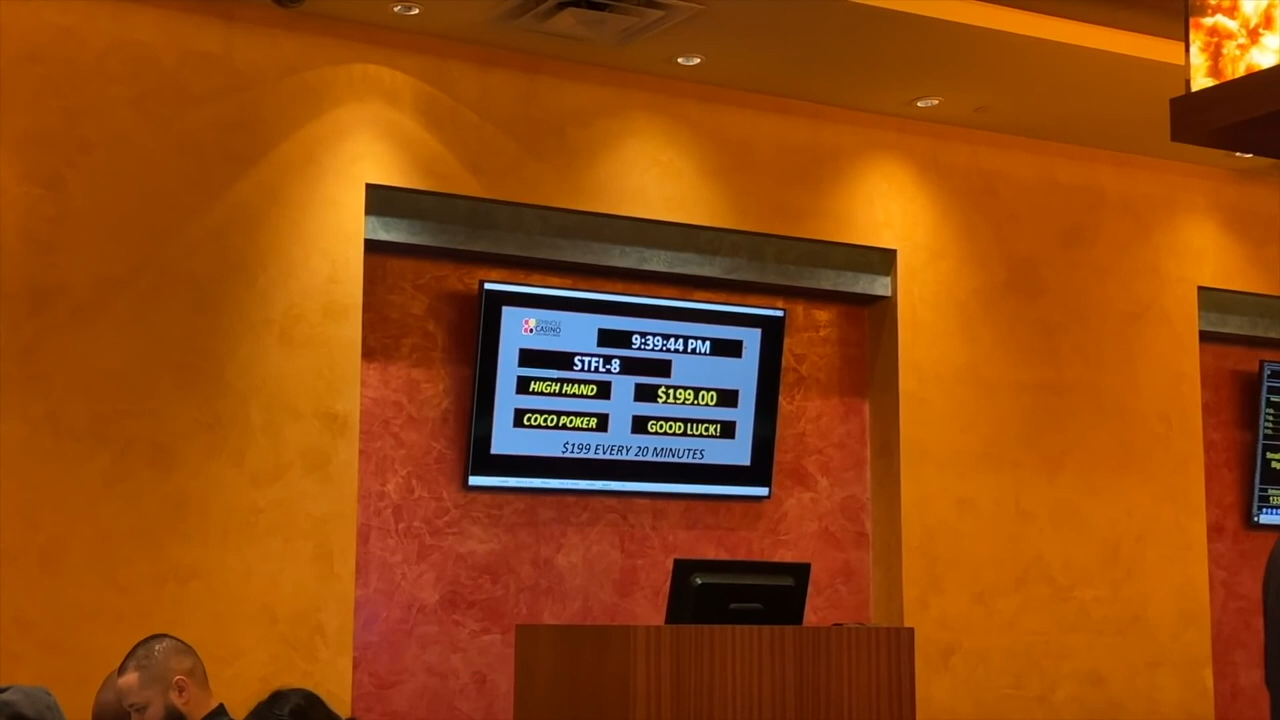 SEMINOLE
CASINO
9:39:44 PM
STFL-8
HIGH HAND
$199.00
COCO POKER
GOOD LUCK!
$199 EVERY 20 MINUTES